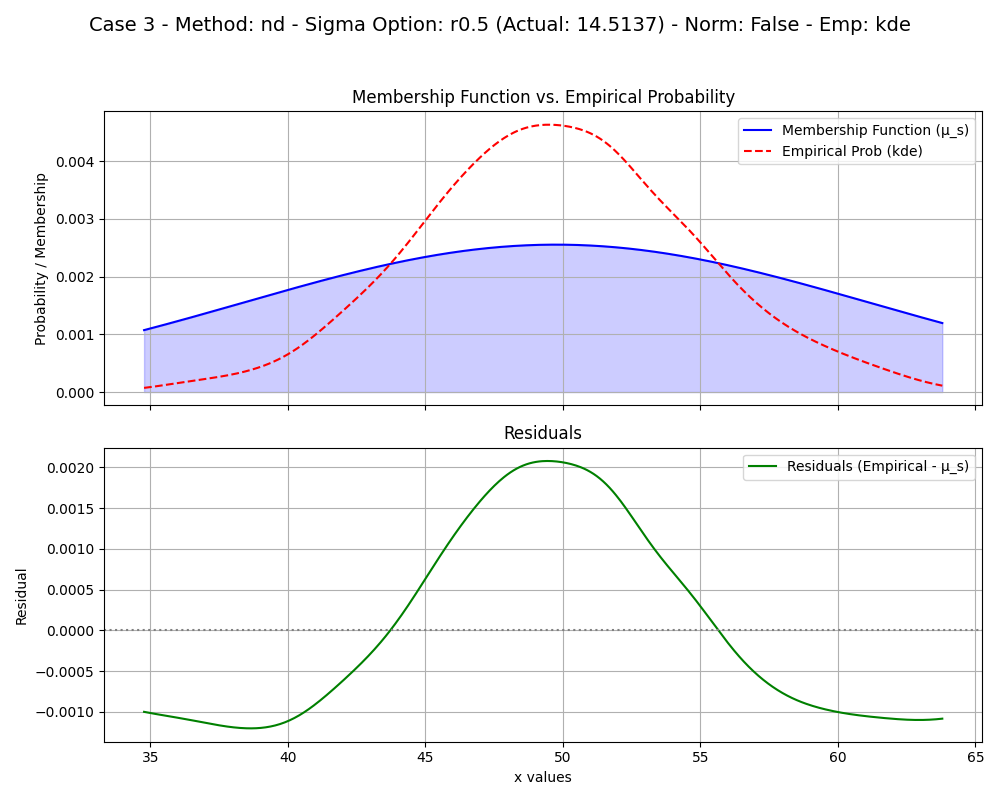 Case 3 - Method: nd - Sigma Option: r0.5 (Actual: 14.5137) - Norm: False - Emp: kde
Membership Function vs. Empirical Probability
Membership Function (μ_s)
Empirical Prob (kde)
Probability / Membership
0.004
0.003
0.002
0.001
0.000
Residuals
Residuals (Empirical - μ_s)
Residual
0.0020
0.0015
0.0010
0.0005
0.0000
−0.0005
−0.0010
35 40 45 50 55 60 65
x values